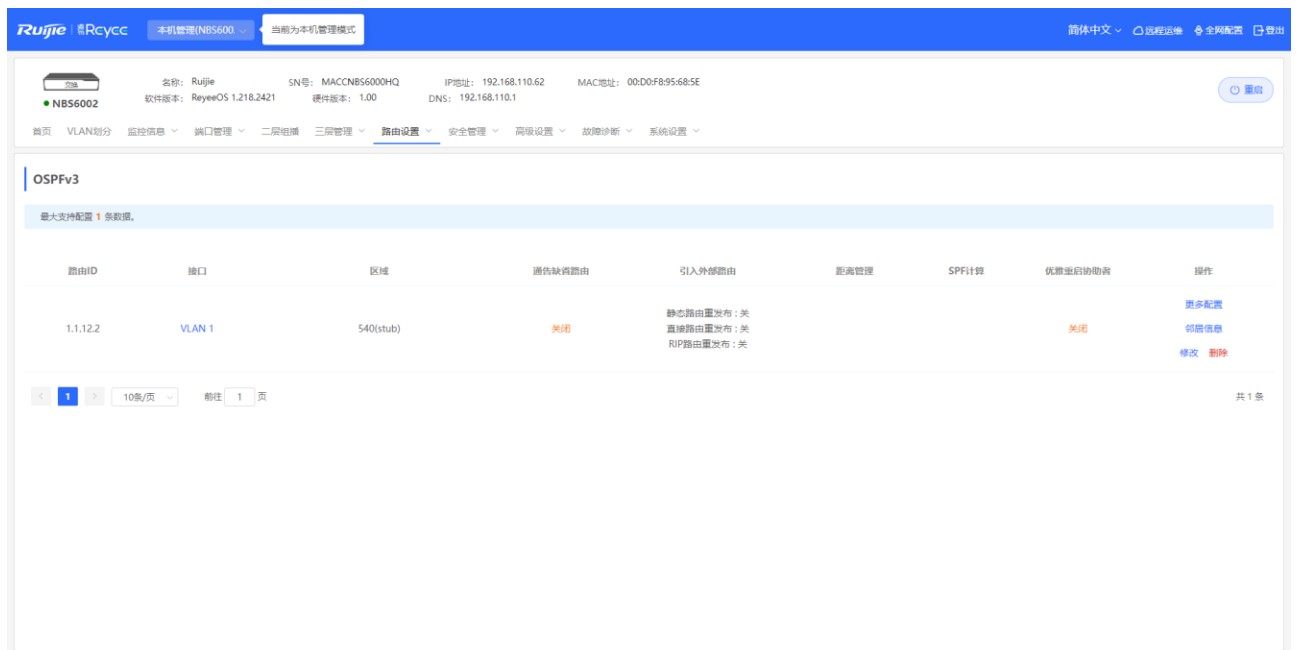 Ruijie | 睿易Rcycc 本机管理(NBS600. 当前为本机管理模式 简体中文 远程运维 全网配置 登出
交换
NBS6002
名称: Ruijie SN号: MACCNBS6000HQ IP地址: 192.168.110.62 MAC地址: 00:D0:F8:95:68:5E
软件版本: ReyeeOS 1.218.2421 硬件版本: 1.00 DNS: 192.168.110.1
重启
首页 VLAN划分 监控信息 端口管理 二层组播 三层管理 路由设置 安全管理 高级设置 故障诊断 系统设置
OSPFv3
最大支持配置 1 条数据。
路由ID 接口 区域 通告缺省路由 引入外部路由 距离管理 SPF计算 优雅重启协助者 操作
1.1.12.2 VLAN 1 540(stub) 关闭
静态路由重发布 : 关
直接路由重发布 : 关
RIP路由重发布 : 关
关闭
更多配置
邻居信息
修改 删除
< 1 > 10条/页 前往 1 页 共 1 条